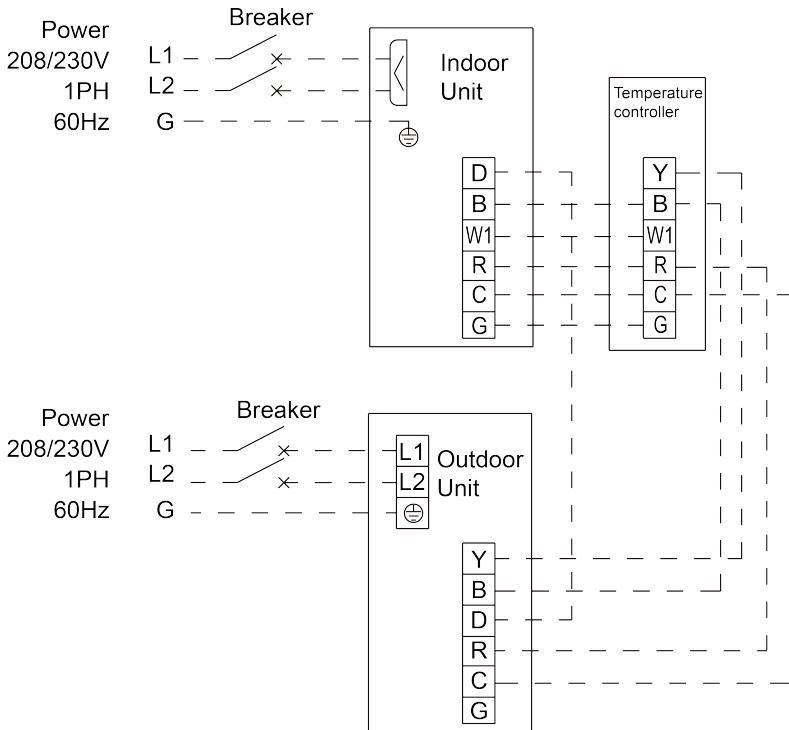 Power
208/230V
1PH
60Hz
Breaker
L1
L2
G
Indoor
Unit
D
B
W1
R
C
G
Temperature
controller
Y
B
W1
R
C
G
Power
208/230V
1PH
60Hz
Breaker
L1
L2
G
L1
L2
Outdoor
Unit
Y
B
D
R
C
G